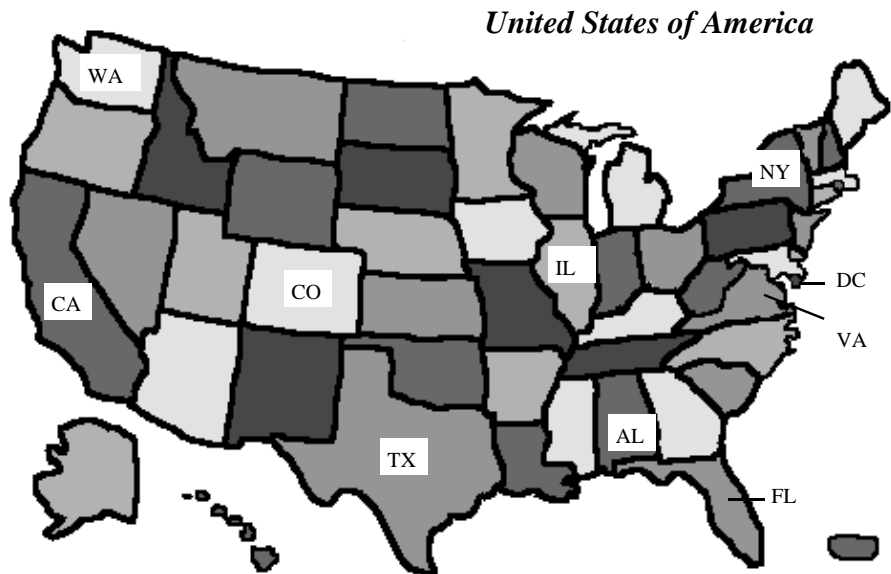 United States of America
WA
NY
IL
DC
CO
CA
VA
AL
TX
FL